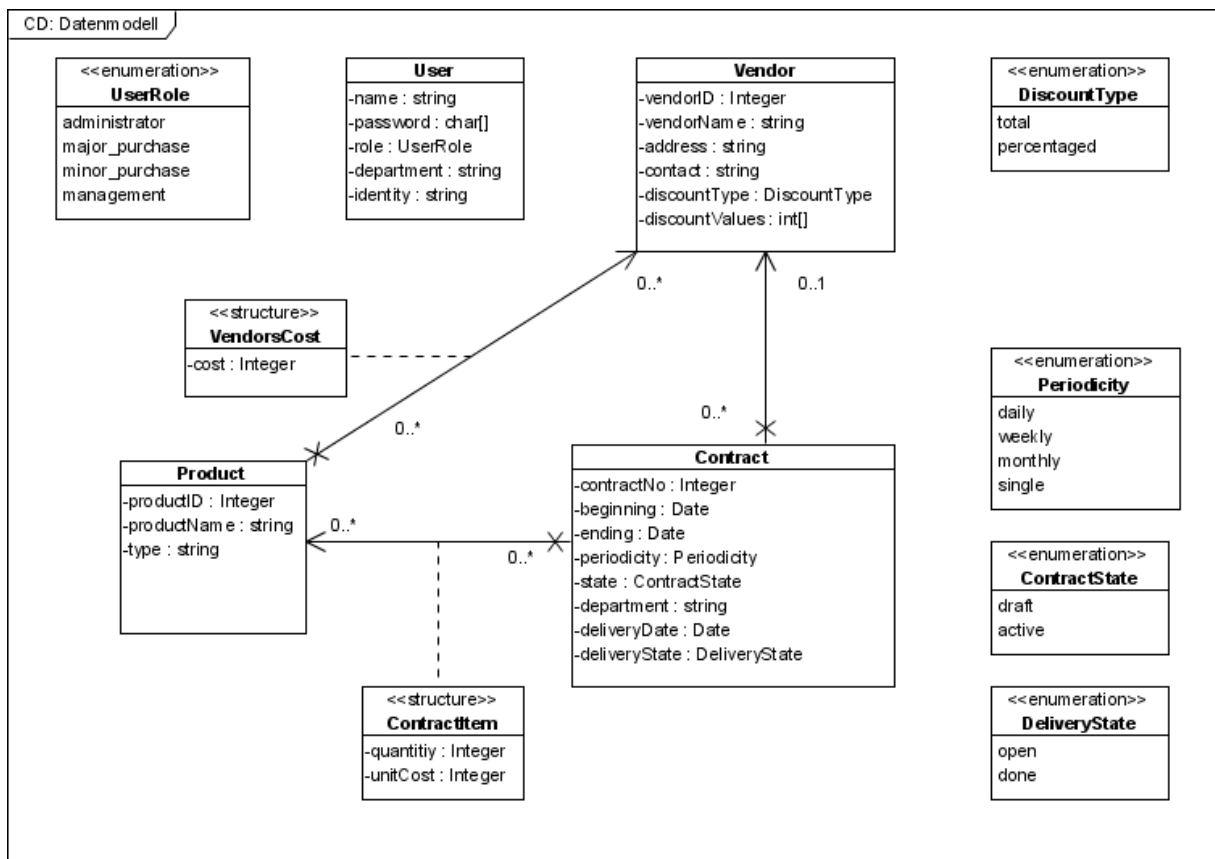 CD: Datenmodell
<<enumeration>>
UserRole
administrator
major_purchase
minor_purchase
management
User
-name : string
-password : char[]
-role : UserRole
-department : string
-identity : string
Vendor
-vendorID : Integer
-vendorName : string
-address : string
-contact : string
-discountType : DiscountType
-discountValues : int[]
<<enumeration>>
DiscountType
total
percentaged
0..*
0..1
<<structure>>
VendorsCost
-cost : Integer
<<enumeration>>
Periodicity
daily
weekly
monthly
single
0..*
0..*
Product
-productID : Integer
-productName : string
-type : string
0..*
0..*
Contract
-contractNo : Integer
-beginning : Date
-ending : Date
-periodicity : Periodicity
-state : ContractState
-department : string
-deliveryDate : Date
-deliveryState : DeliveryState
<<enumeration>>
ContractState
draft
active
<<structure>>
ContractItem
-quantitiy : Integer
-unitCost : Integer
<<enumeration>>
DeliveryState
open
done